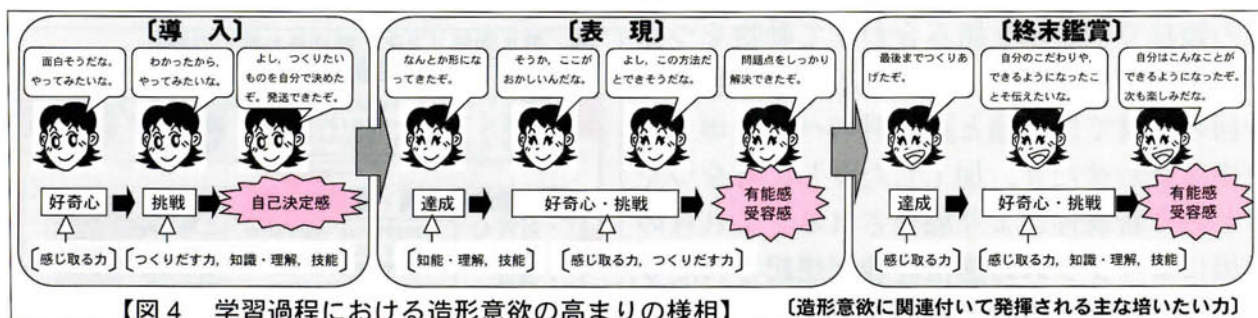 〔導　入〕
面白そうだな。
やってみたいな。
わかったから、
やってみたいな。
よし、つくりたい
ものを自分で決めた
ぞ。発送できたぞ。
好奇心
挑戦
自己決定感
〔感じ取る力〕
〔つくりだす力，知識・理解，技能〕
〔表　現〕
なんとか形にな
ってきたぞ。
そうか、ここが
おかしいんだな。
よし、この方法だ
とできそうだな。
問題点をしっかり
解決できたぞ。
達成
好奇心・挑戦
有能感
受容感
〔知能・理解，技能〕
〔感じ取る力，つくりだす力〕
〔終末鑑賞〕
最後までつくりあ
げたぞ。
自分のこだわりや、
できるようになったこ
とそ伝えたいな。
自分はこんなことが
できるようになったぞ。
次も楽しみだな。
達成
好奇心・挑戦
有能感
受容感
〔感じ取る力〕
〔感じ取る力，知識・理解，技能〕
【図４　学習過程における造形意欲の高まりの様相】
〔造形意欲に関連付いて発揮される主な培いたい力〕